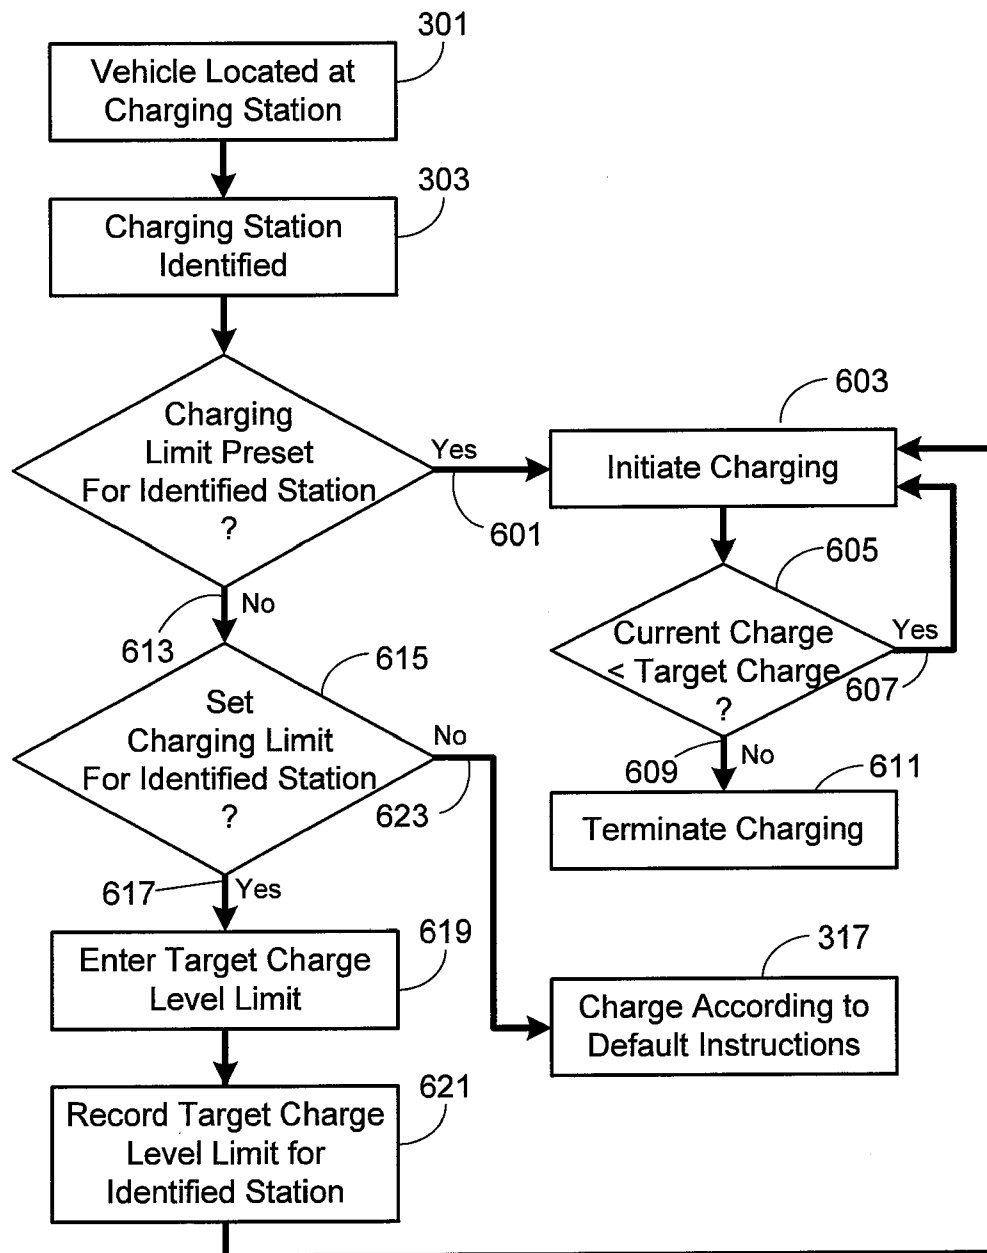 301
Vehicle Located at
Charging Station
303
Charging Station
Identified
Charging
Limit Preset
For Identified Station
?
Yes
601
603
Initiate Charging
605
Current Charge
< Target Charge
?
Yes
607
609
No
611
Terminate Charging
No
613
615
Set
Charging Limit
For Identified Station
?
No
623
617
Yes
619
Enter Target Charge
Level Limit
317
Charge According to
Default Instructions
621
Record Target Charge
Level Limit for
Identified Station